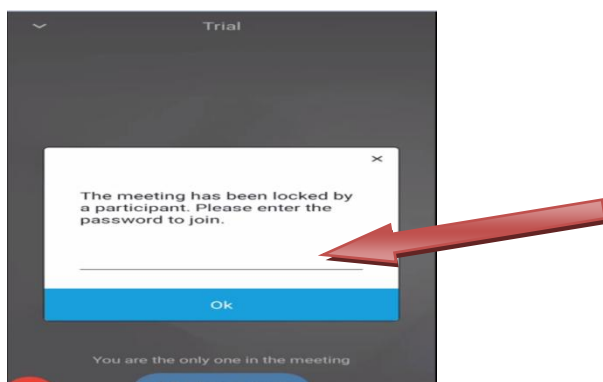 Trial
×
The meeting has been locked by
a participant. Please enter the
password to join.
Ok
You are the only one in the meeting